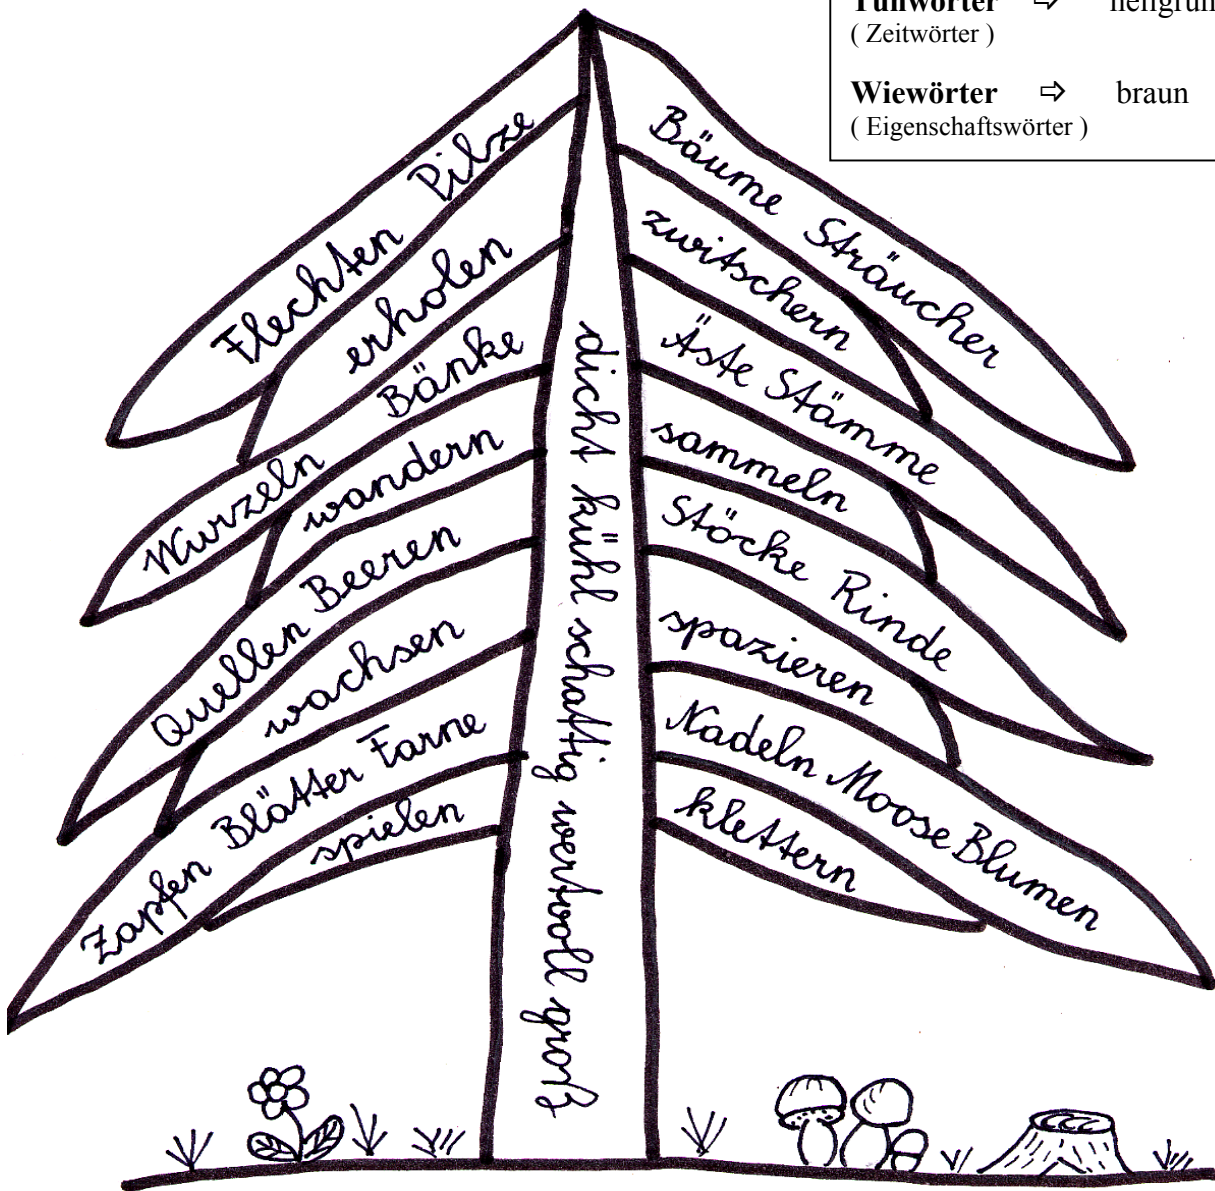 Tunwörter ⇨ hellgrün
( Zeitwörter )
Wiewörter ⇨ braun
( Eigenschaftswörter )
Flechten Pilze
erholen
Wurzeln Bänke
wandern
Quellen Beeren
wachsen
Zapfen Blätter Farne
spielen
dicht kühl schattig wertvoll groß
Bäume Sträucher
zwitschern
Äste Stämme
sammeln
Stöcke Rinde
spazieren
Nadeln Moose Blumen
klettern